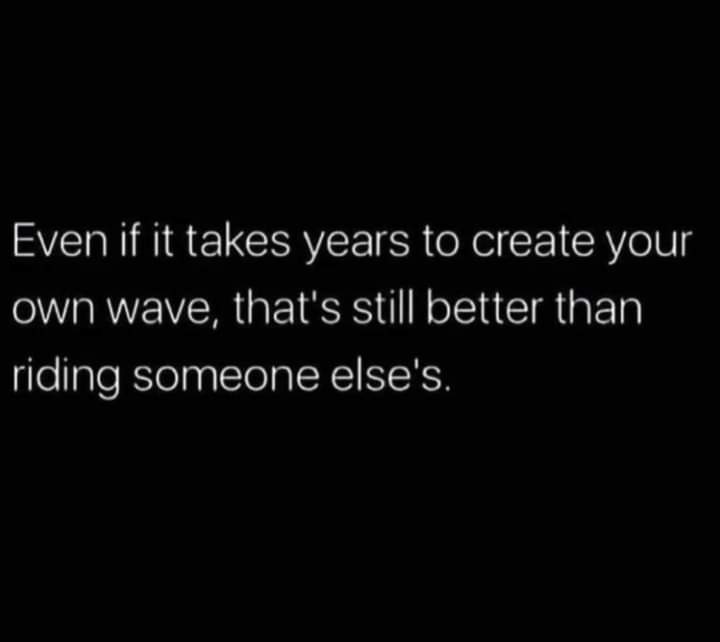 Even if it takes years to create your
own wave, that's still better than
riding someone else's.